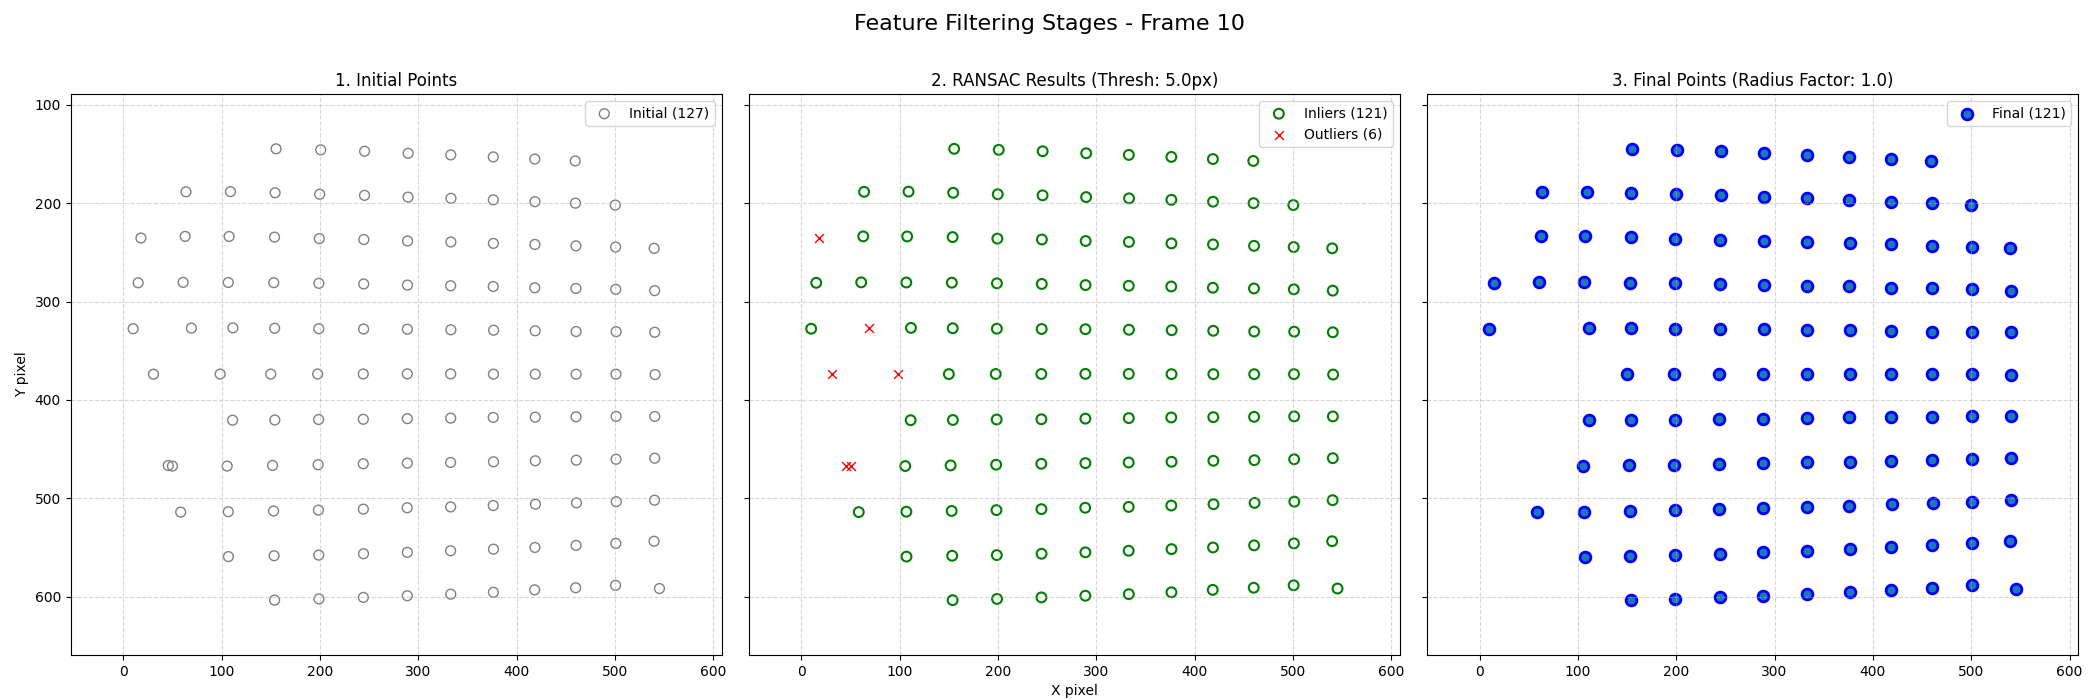 Feature Filtering Stages - Frame 10
1. Initial Points
Initial (127)
100
200
300
400
500
600
Y pixel
0
100
200
300
400
500
600
2. RANSAC Results (Thresh: 5.0px)
Inliers (121)
Outliers (6)
0
100
200
300
400
500
600
X pixel
3. Final Points (Radius Factor: 1.0)
Final (121)
0
100
200
300
400
500
600